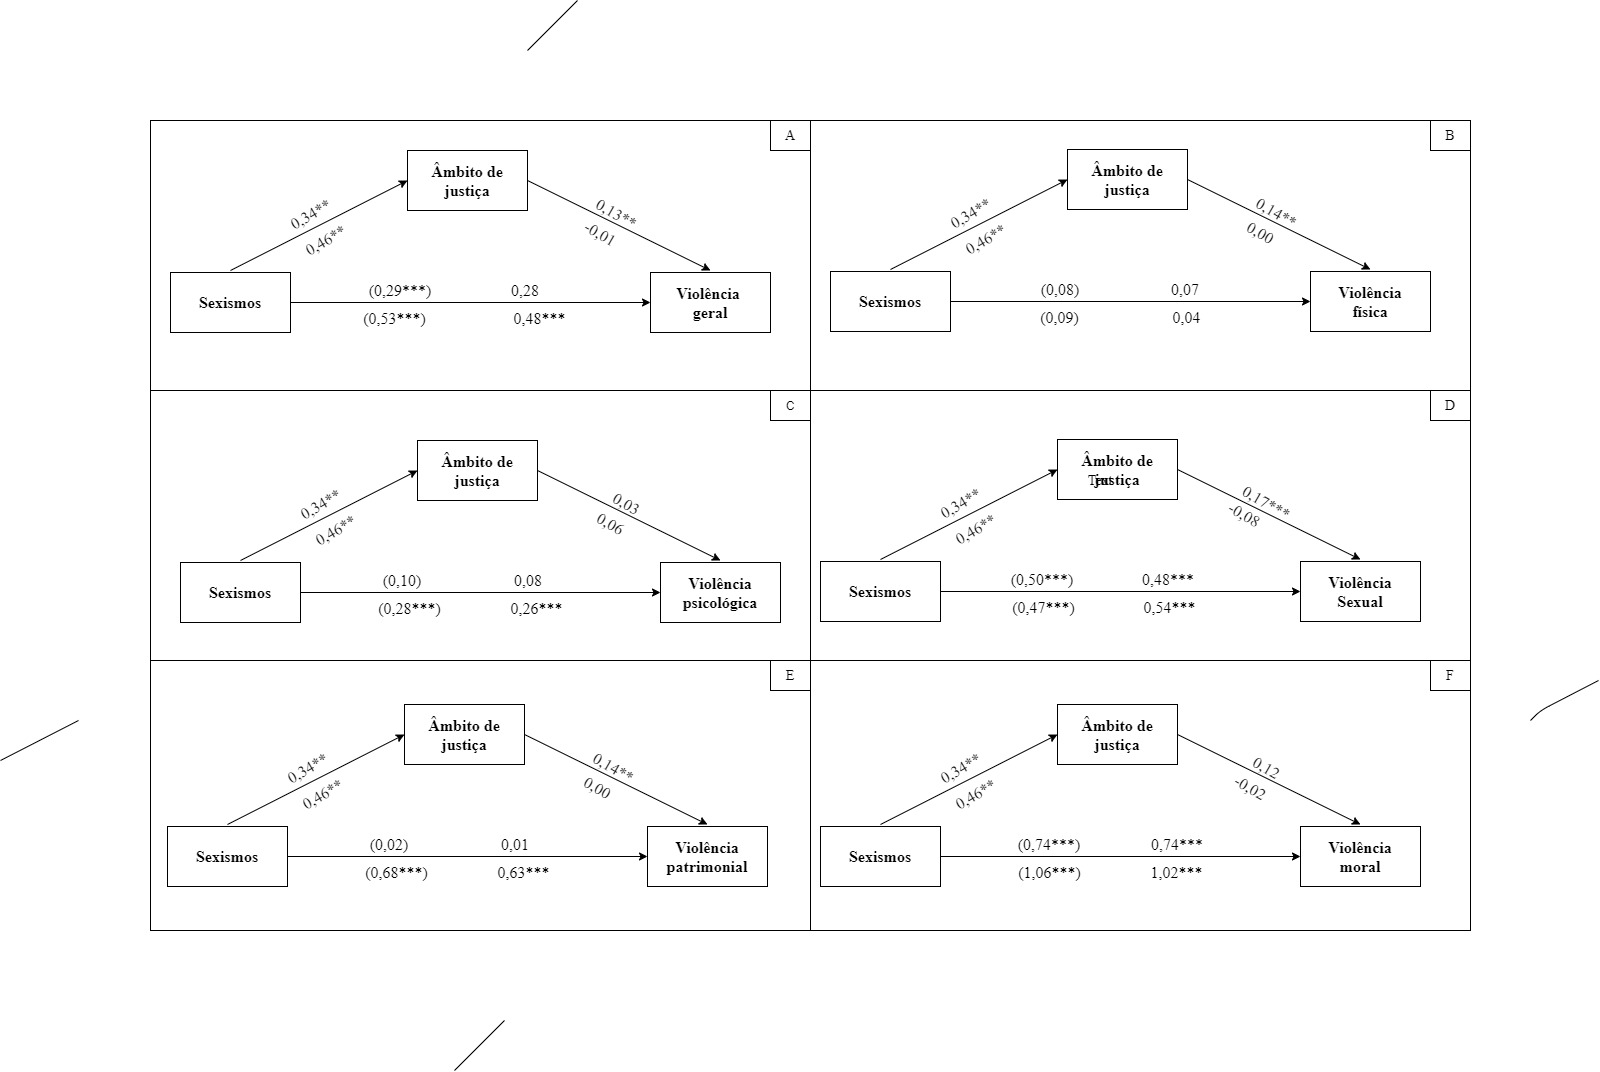 A
Âmbito de
justiça
0,34**
0,46**
0,13**
-0,01
Sexismos
(0,29***) 0,28
(0,53***) 0,48***
Violência
geral
B
Âmbito de
justiça
0,34**
0,46**
0,14**
0,00
Sexismos
(0,08) 0,07
(0,09) 0,04
Violência
física
C
Âmbito de
justiça
0,34**
0,46**
0,03
0,06
Sexismos
(0,10) 0,08
(0,28***) 0,26***
Violência
psicológica
D
Âmbito de
justiça
Text
0,34**
0,46**
0,17***
-0,08
Sexismos
(0,50***) 0,48***
(0,47***) 0,54***
Violência
Sexual
E
Âmbito de
justiça
0,34**
0,46**
0,14**
0,00
Sexismos
(0,02) 0,01
(0,68***) 0,63***
Violência
patrimonial
F
Âmbito de
justiça
0,34**
0,46**
0,12
-0,02
Sexismos
(0,74***) 0,74***
(1,06***) 1,02***
Violência
moral